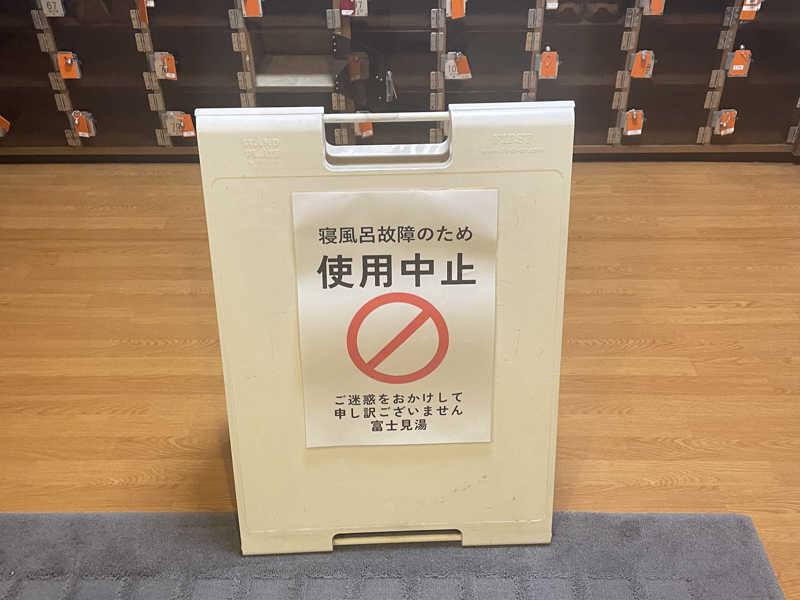 67
寝風呂故障のため
使用中止
ご迷惑をおかけして
申し訳ございません
富士見湯